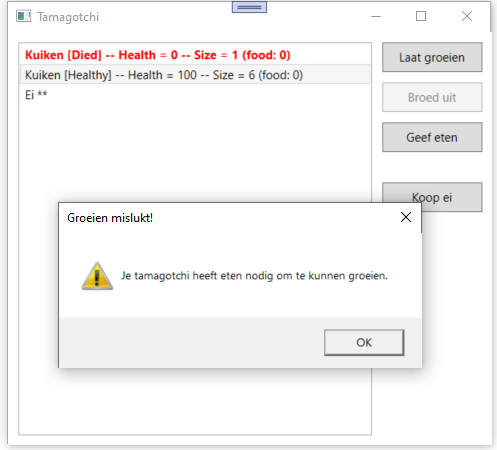 Tamagotchi
Kuiken [Died] -- Health = 0 -- Size = 1 (food: 0)
Kuiken [Healthy] -- Health = 100 -- Size = 6 (food: 0)
Ei **
Laat groeien
Broed uit
Geef eten
Koop ei
Groeien mislukt!
Je tamagotchi heeft eten nodig om te kunnen groeien.
OK